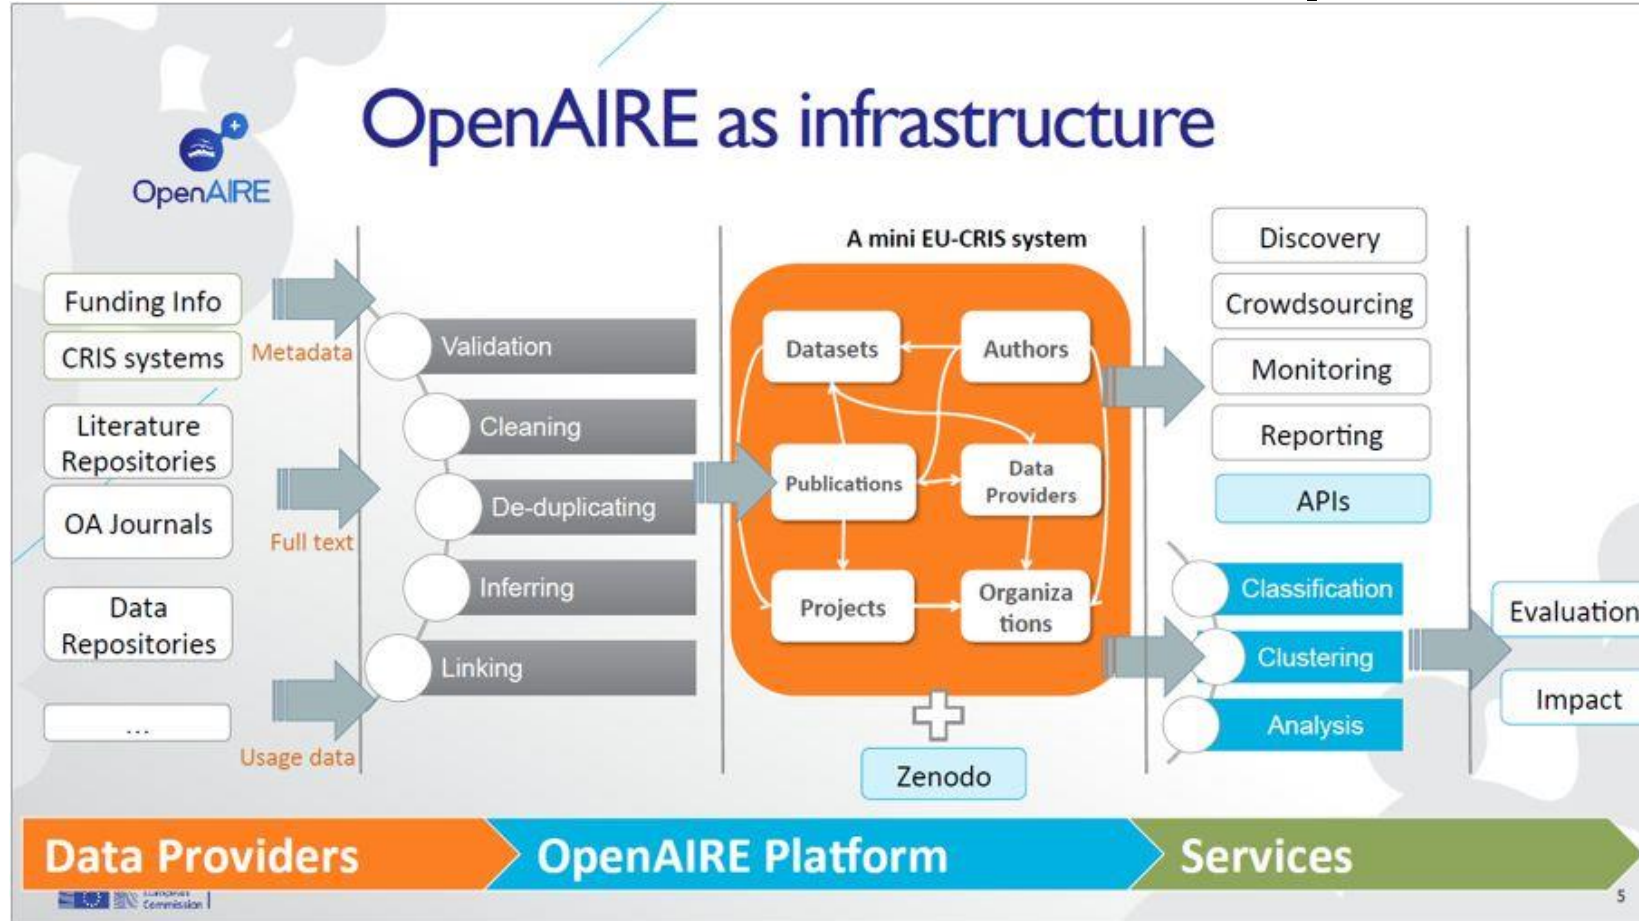 OpenAIRE as infrastructure
OpenAIRE
Funding Info
CRIS systems
Literature
Repositories
OA Journals
Data
Repositories
...
Metadata
Full text
Usage data
Validation
Cleaning
De-duplicating
Inferring
Linking
A mini EU-CRIS system
Datasets
Authors
Publications
Data
Providers
Projects
Organiza
tions
Zenodo
Discovery
Crowdsourcing
Monitoring
Reporting
APIs
Classification
Clustering
Analysis
Evaluation
Impact
Data Providers
OpenAIRE Platform
Services
European
Commission
5